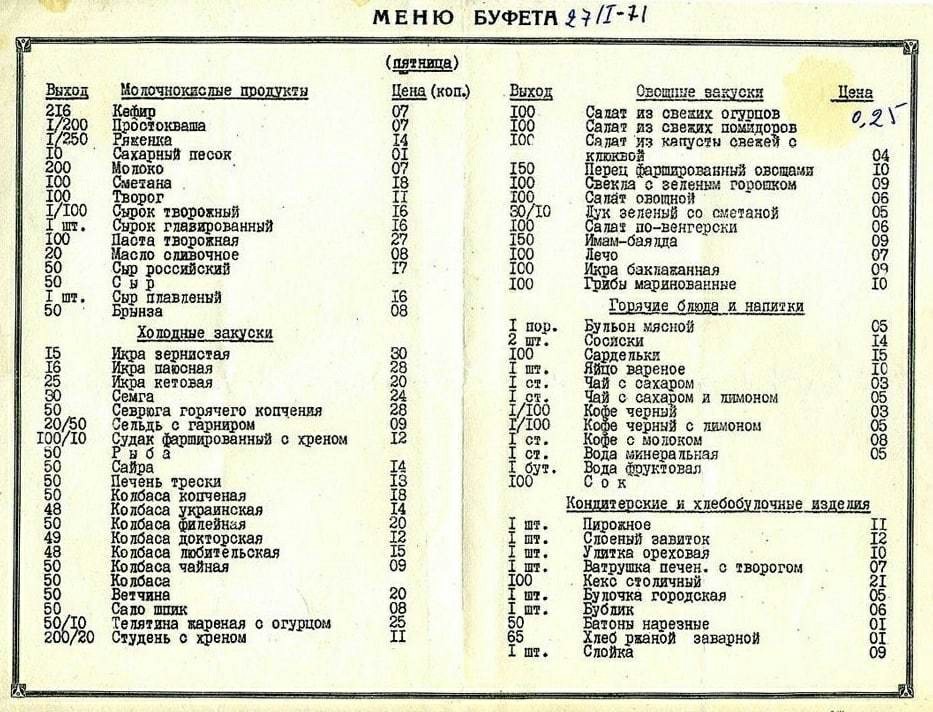 МЕНЮ БУФЕТА 27/I-71
(пятница)
Выход Молочнокислые продукты Цена (коп.)
216 Кефир 07
I/200 Простокваша 07
I/250 Ряженка I4
I0 Сахарный песок 0I
200 Молоко 07
I00 Сметана I8
I00 Творог II
I/I00 Сырок творожный I6
I шт. Сырок глазированный I6
I00 Паста творожная 27
20 Масло сливочное 08
50 Сыр российский I7
50 С ы р
I шт. Сыр плавленый I6
50 Брынза 08
Холодные закуски
I5 Икра зернистая 30
I6 Икра паюсная 28
25 Икра кетовая 20
30 Семга 24
50 Севрюга горячего копчения 28
20/50 Сельдь с гарниром 09
I00/I0 Судак фаршированный с хреном I2
50 Р ы б а
50 Сайра I4
50 Печень трески I3
50 Колбаса копченая I8
48 Колбаса украинская I4
50 Колбаса филейная 20
49 Колбаса докторская I2
48 Колбаса любительская I5
50 Колбаса чайная 09
50 Колбаса
50 Ветчина 20
50 Сало шпик 08
50/I0 Телятина жареная с огурцом 25
200/20 Студень с хреном II
Выход Овощные закуски Цена
I00 Салат из свежих огурцов 0,25
I00 Салат из свежих помидоров
I00 Салат из капусты свежей с
клюквой 04
I50 Перец фаршированный овощами I0
I00 Свекла с зеленым горошком 09
I00 Салат овощной 06
30/I0 Лук зеленый со сметаной 05
I00 Салат по-венгерски 06
I50 Имам-баялда 09
I00 Лечо 07
I00 Икра баклажанная 09
I00 Грибы маринованные I0
Горячие блюда и напитки
I пор. Бульон мясной 05
2 шт. Сосиски I4
I00 Сардельки I5
I шт. Яйцо вареное I0
I ст. Чай с сахаром 03
I ст. Чай с сахаром и лимоном 05
I/I00 Кофе черный 03
I/I00 Кофе черный с лимоном 05
I ст. Кофе с молоком 08
I ст. Вода минеральная 05
I бут. Вода фруктовая
I00 С о к
Кондитерские и хлебобулочные изделия
I шт. Пирожное II
I шт. Слоеный завиток I2
I шт. Улитка ореховая I0
I шт. Ватрушка печен. с творогом 07
I00 Кекс столичный 2I
I шт. Булочка городская 05
I шт. Бублик 06
50 Батоны нарезные 0I
65 Хлеб ржаной заварной 0I
I шт. Слойка 09